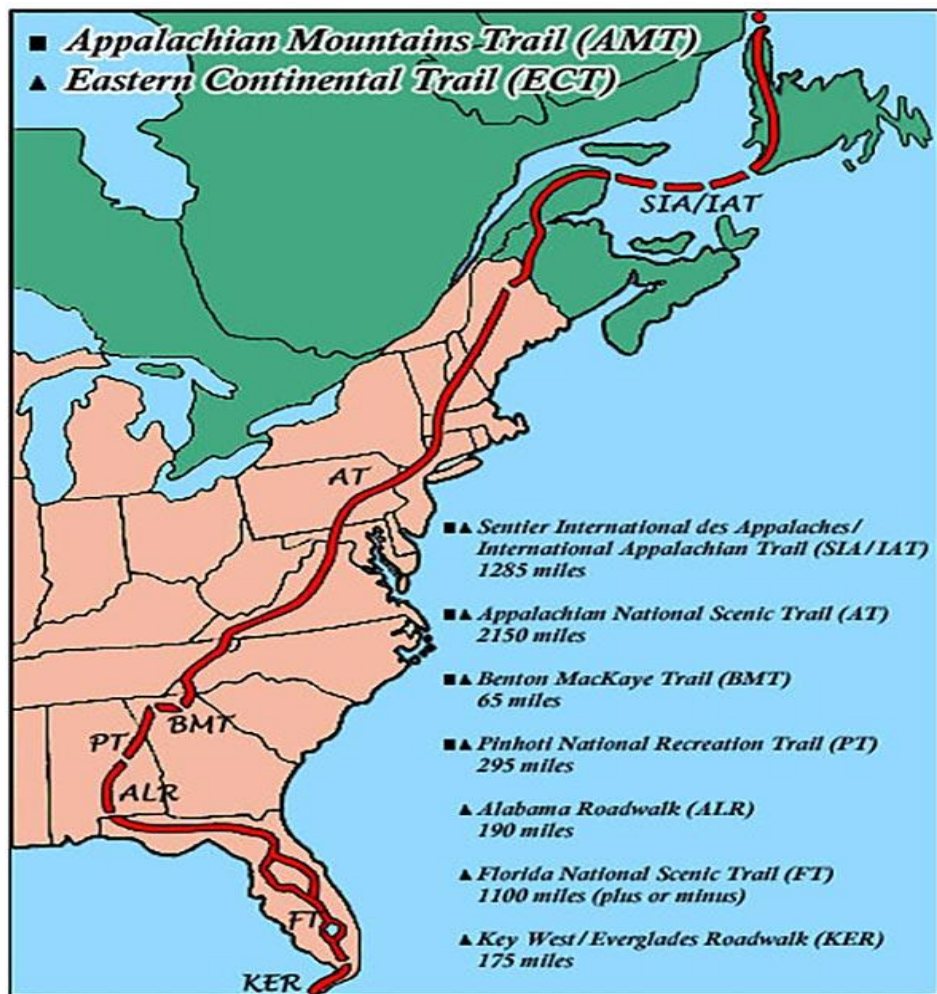 ■ Appalachian Mountains Trail (AMT)
▲ Eastern Continental Trail (ECT)
SIA/IAT
AT
■▲ Sentier International des Appalaches/
International Appalachian Trail (SIA/IAT)
1285 miles
■▲ Appalachian National Scenic Trail (AT)
2150 miles
■▲ Benton MacKaye Trail (BMT)
65 miles
■▲ Pinhoti National Recreation Trail (PT)
295 miles
▲ Alabama Roadwalk (ALR)
190 miles
▲ Florida National Scenic Trail (FT)
1100 miles (plus or minus)
▲ Key West/Everglades Roadwalk (KER)
175 miles
BMT
PT
ALR
FT
KER